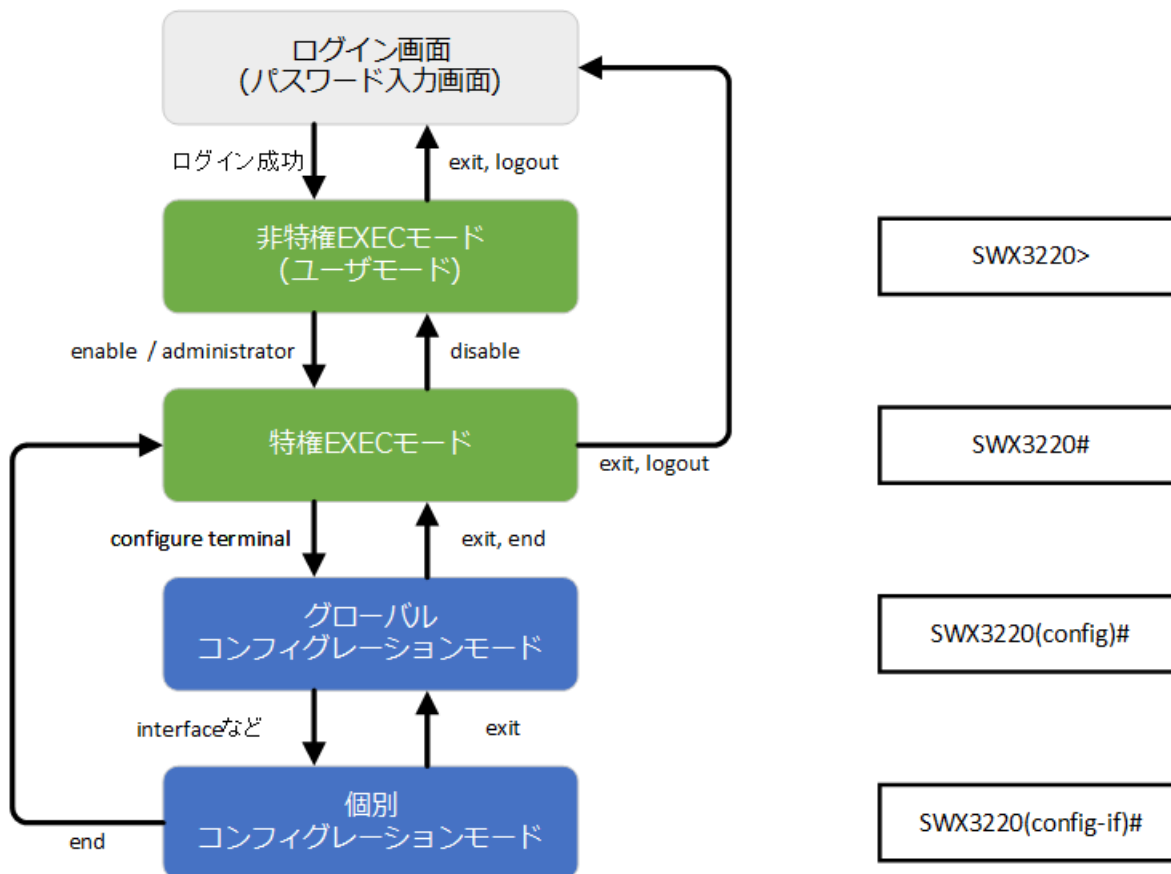 ログイン画面
(パスワード入力画面)
ログイン成功
exit, logout
非特権EXECモード
(ユーザモード)
SWX3220>
enable / administrator
disable
特権EXECモード
SWX3220#
exit, logout
configure terminal
exit, end
グローバル
コンフィグレーションモード
SWX3220(config)#
interfaceなど
exit
個別
コンフィグレーションモード
SWX3220(config-if)#
end